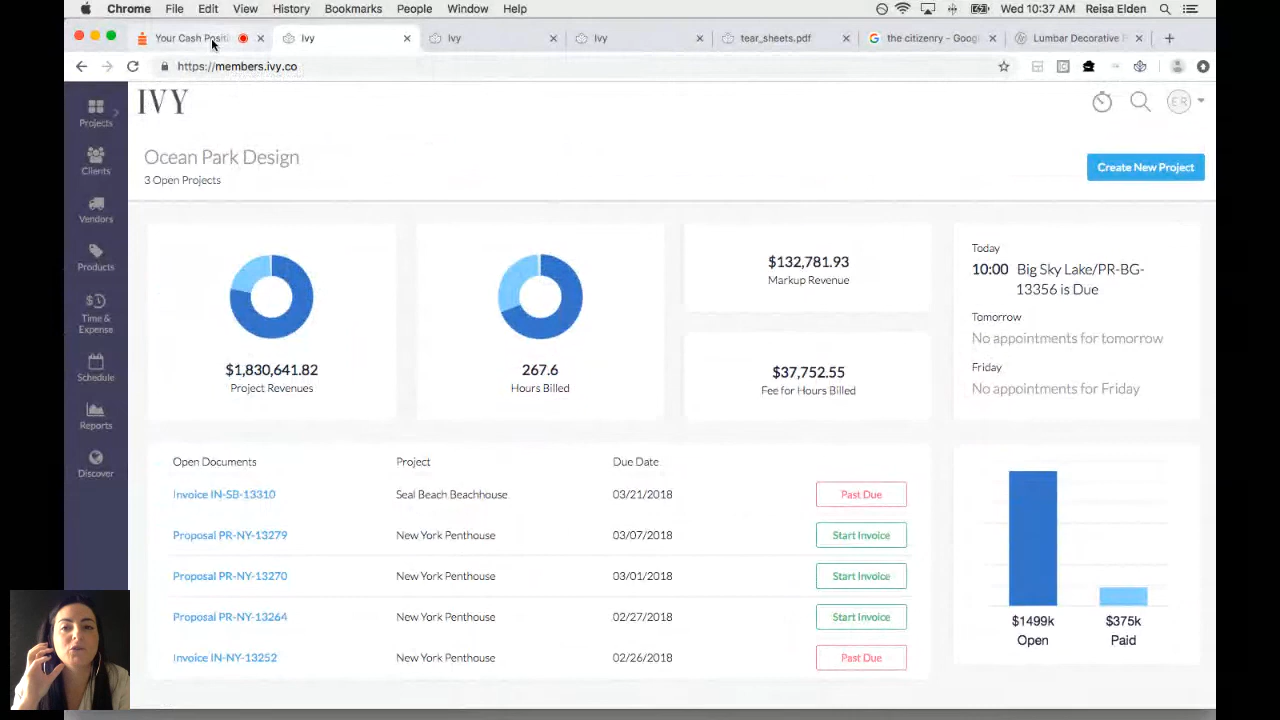 Chrome File Edit View History Bookmarks People Window Help Wed 10:37 AM Reisa Elden
Your Cash Positi Ivy Ivy Ivy tear_sheets.pdf the citizenry - Goog Lumbar Decorative P
https://members.ivy.co
IVY
ER
Projects
Clients
Vendors
Products
Time &
Expense
Schedule
Reports
Discover
Ocean Park Design
3 Open Projects
Create New Project
$1,830,641.82
Project Revenues
267.6
Hours Billed
$132,781.93
Markup Revenue
$37,752.55
Fee for Hours Billed
Today
10:00 Big Sky Lake/PR-BG-
13356 is Due
Tomorrow
No appointments for tomorrow
Friday
No appointments for Friday
Open Documents Project Due Date
Invoice IN-SB-13310 Seal Beach Beachhouse 03/21/2018 Past Due
Proposal PR-NY-13279 New York Penthouse 03/07/2018 Start Invoice
Proposal PR-NY-13270 New York Penthouse 03/01/2018 Start Invoice
Proposal PR-NY-13264 New York Penthouse 02/27/2018 Start Invoice
Invoice IN-NY-13252 New York Penthouse 02/26/2018 Past Due
$1499k $375k
Open Paid